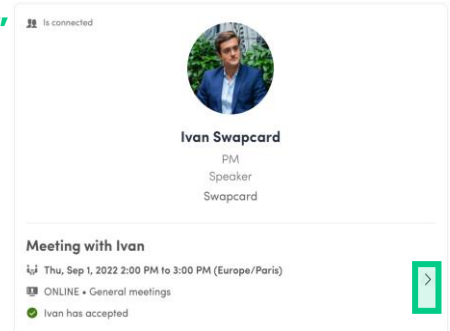 Is connected
Ivan Swapcard
PM
Speaker
Swapcard
Meeting with Ivan
Thu, Sep 1, 2022 2:00 PM to 3:00 PM (Europe/Paris)
ONLINE • General meetings
Ivan has accepted